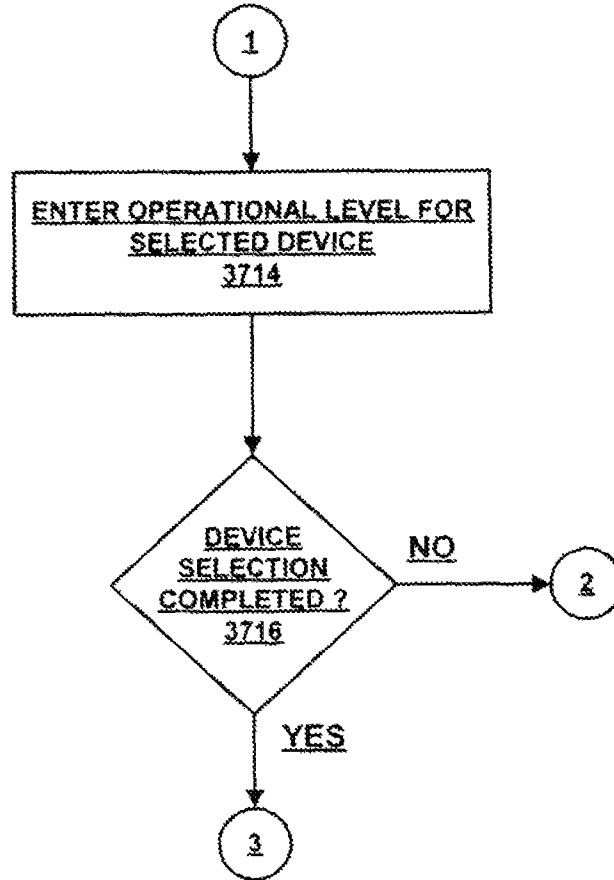 1
ENTER OPERATIONAL LEVEL FOR
SELECTED DEVICE
3714
DEVICE
SELECTION
COMPLETED ?
3716
NO
2
YES
3